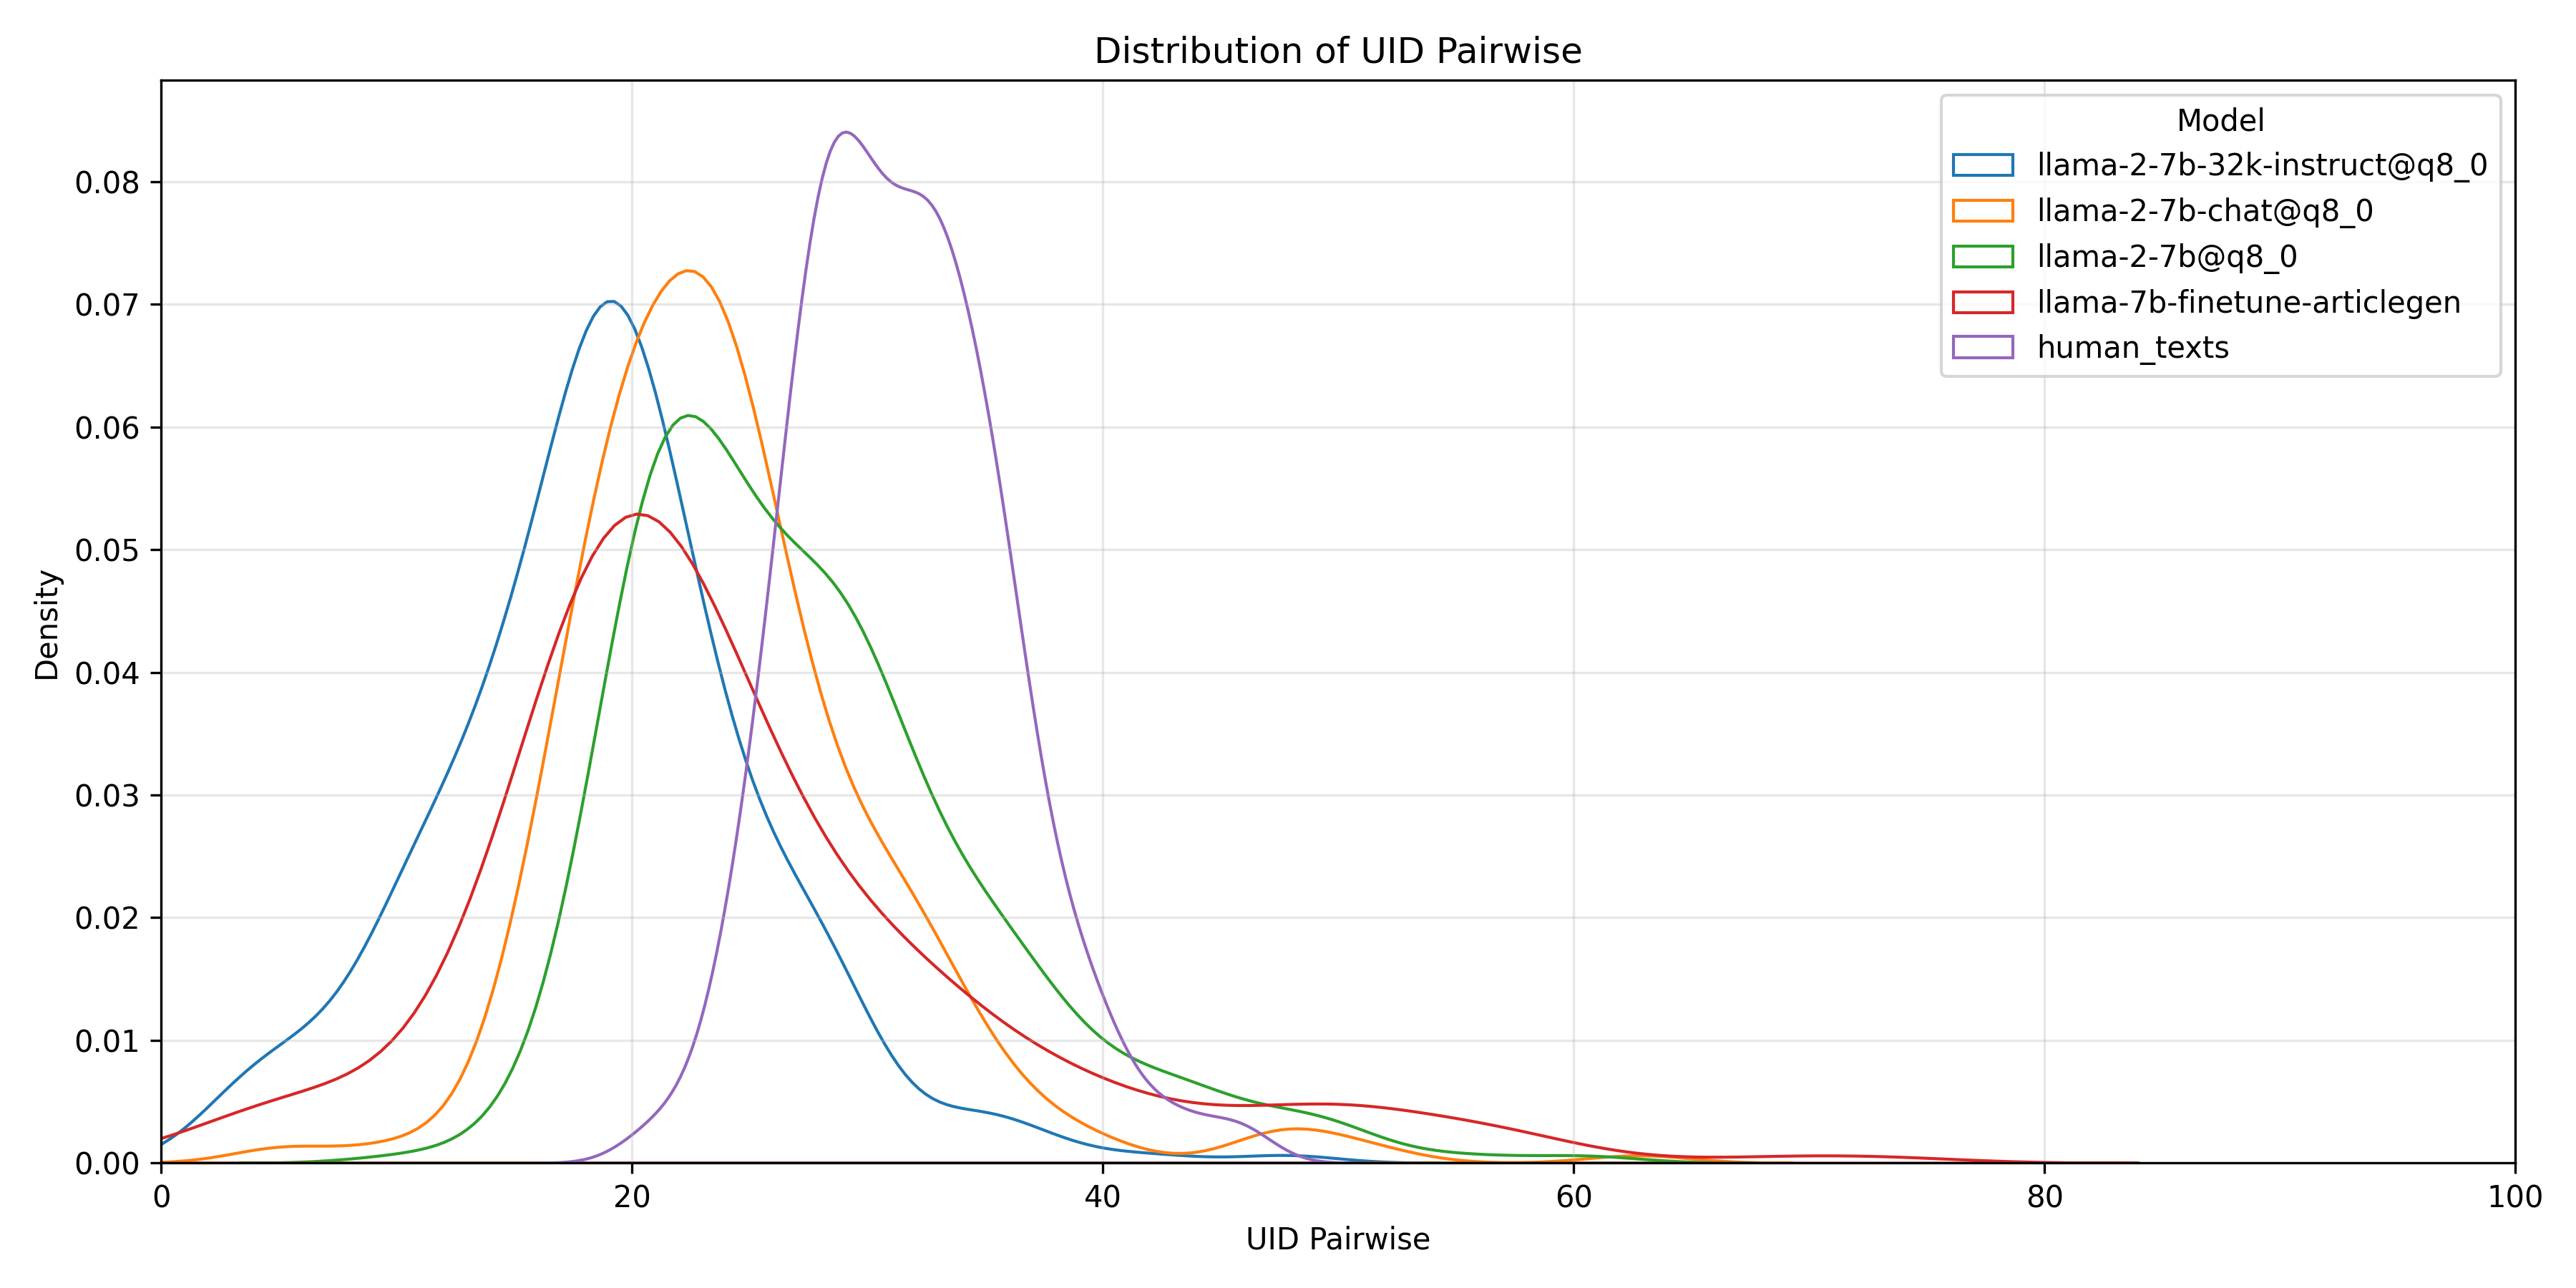 Distribution of UID Pairwise
Model
llama-2-7b-32k-instruct@q8_0
llama-2-7b-chat@q8_0
llama-2-7b@q8_0
llama-7b-finetune-articlegen
human_texts
Density
0.08
0.07
0.06
0.05
0.04
0.03
0.02
0.01
0.00
0 20 40 60 80 100
UID Pairwise